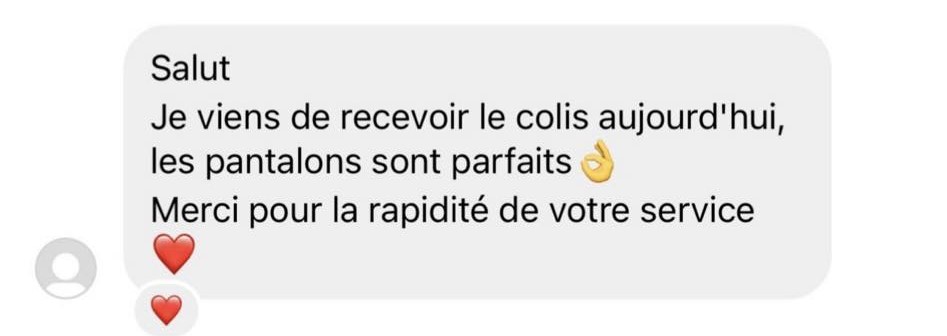 Salut
Je viens de recevoir le colis aujourd'hui,
les pantalons sont parfaits👌
Merci pour la rapidité de votre service
❤️
❤️